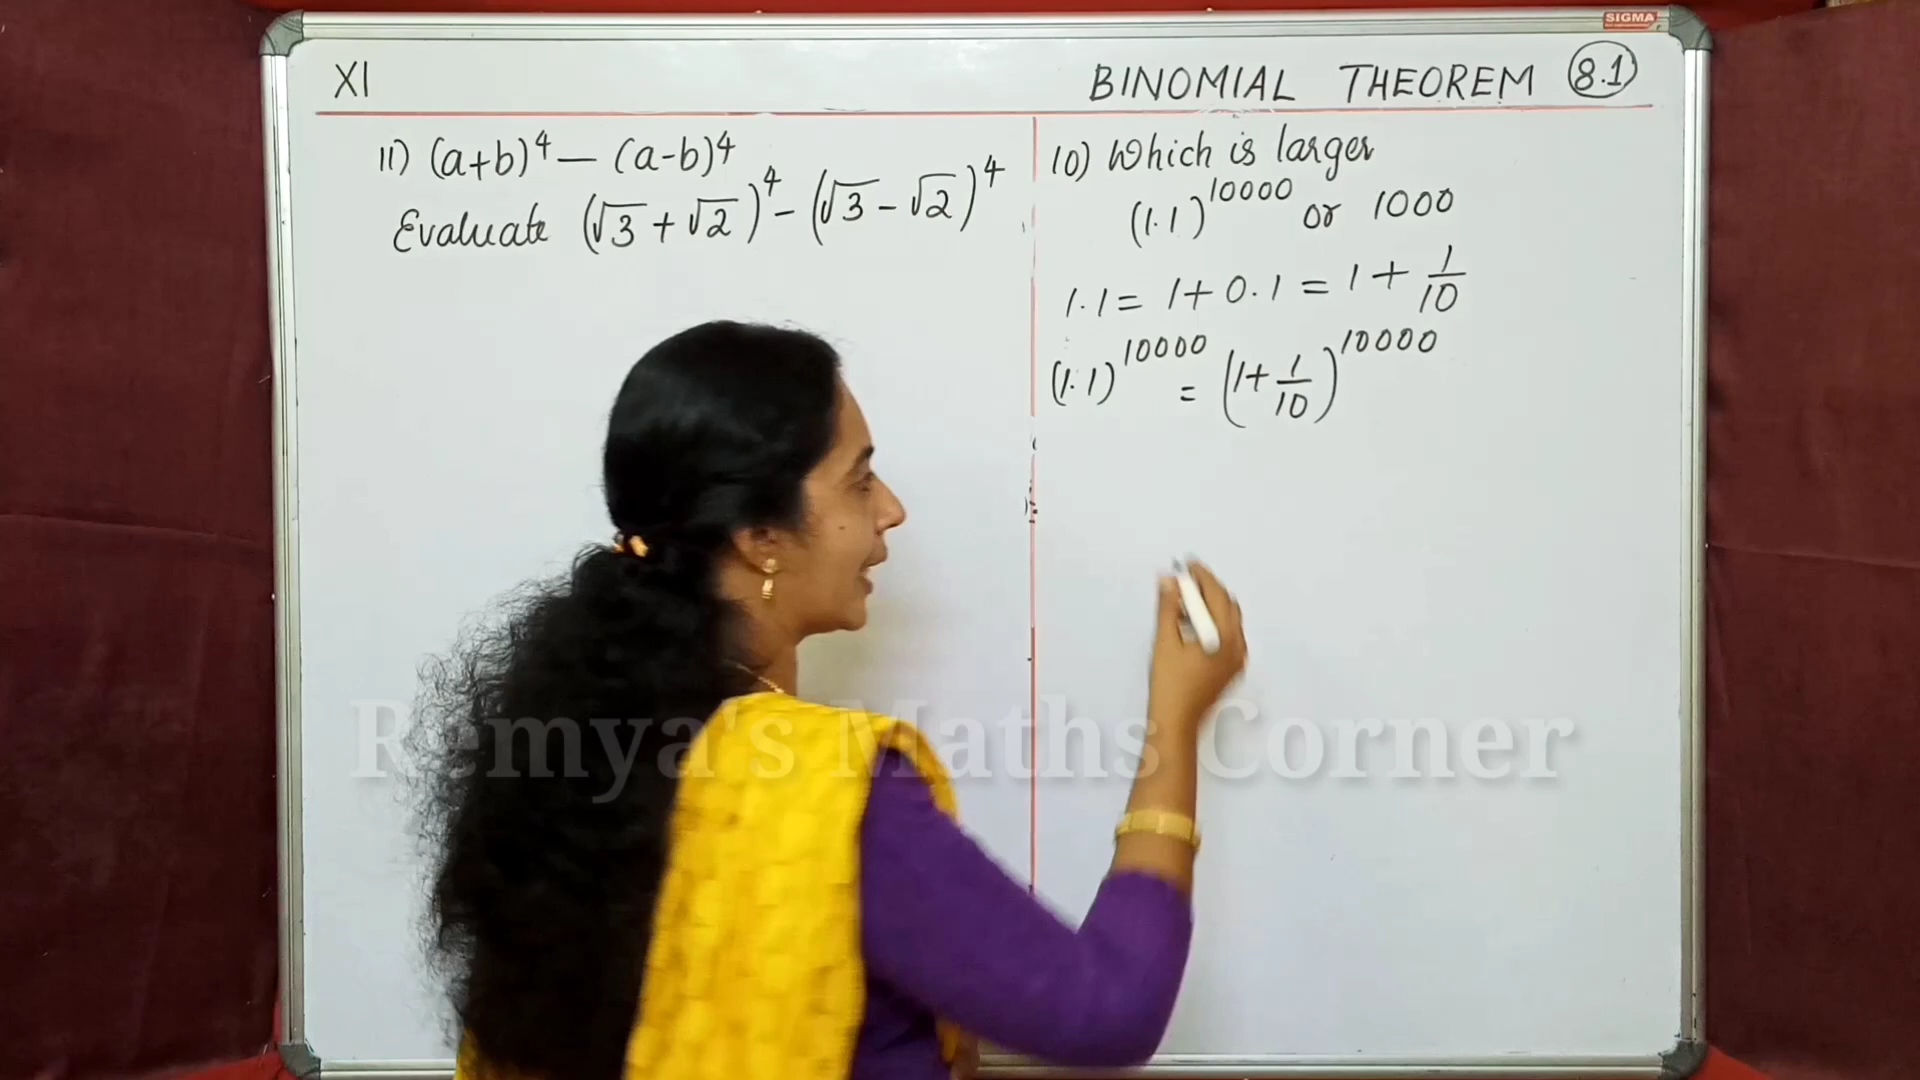 SIGMA
XI
BINOMIAL THEOREM 8.1
11) (a+b)⁴ — (a-b)⁴
Evaluate (√3 + √2)⁴ - (√3 - √2)⁴
10) Which is larger
(1.1)^10000 or 1000
1.1 = 1 + 0.1 = 1 + 1/10
(1.1)^10000 = (1 + 1/10)^10000
Remya's Maths Corner